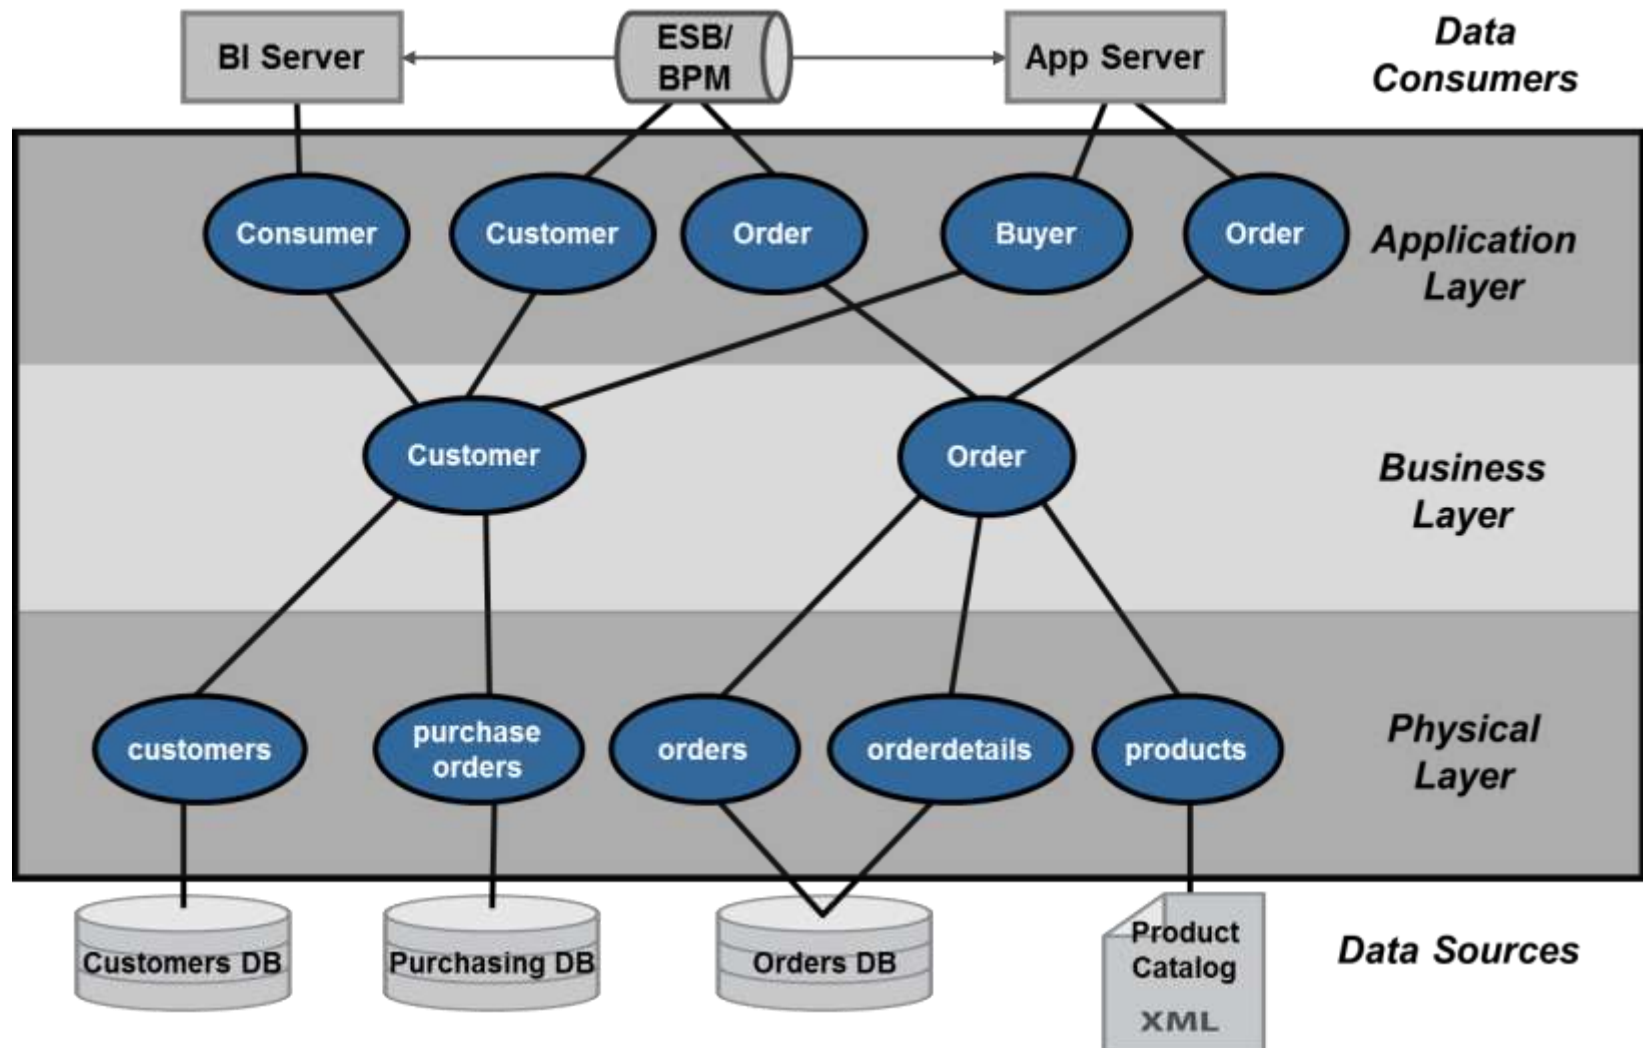 BI Server
ESB/
BPM
App Server
Data
Consumers
Consumer
Customer
Order
Buyer
Order
Application
Layer
Customer
Order
Business
Layer
customers
purchase
orders
orders
orderdetails
products
Physical
Layer
Customers DB
Purchasing DB
Orders DB
Product
Catalog
XML
Data Sources